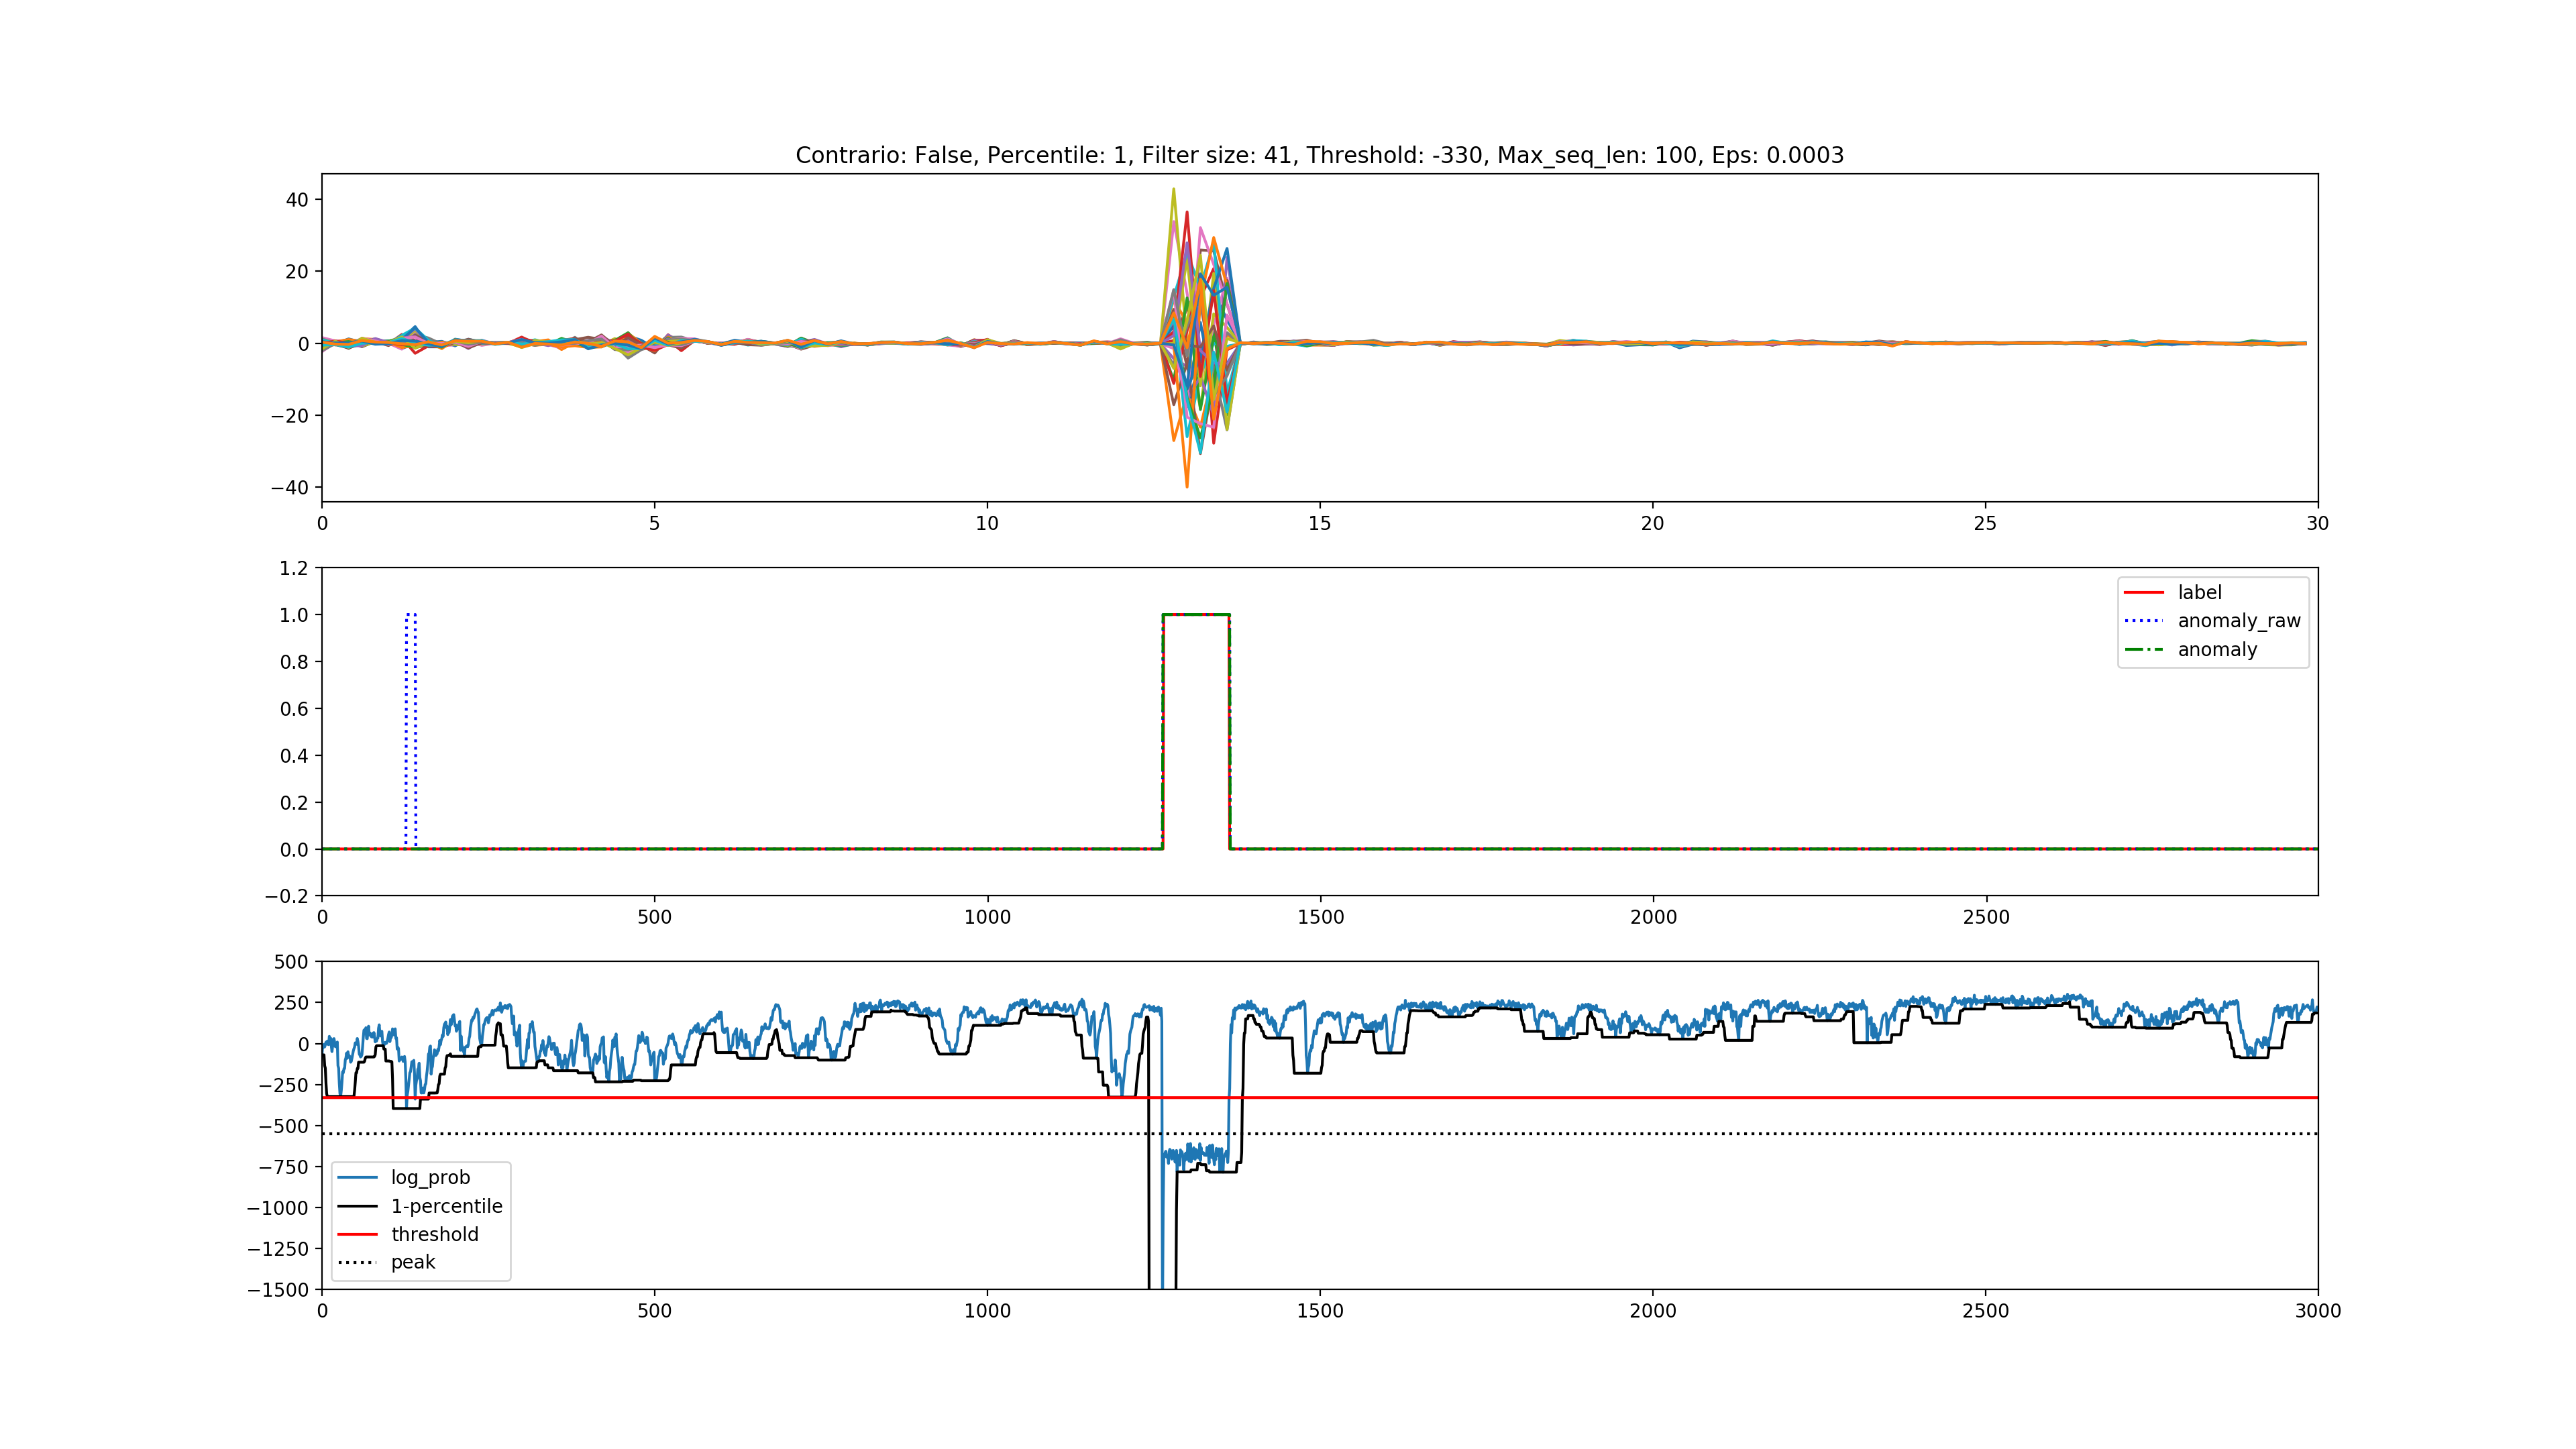 Contrario: False, Percentile: 1, Filter size: 41, Threshold: -330, Max_seq_len: 100, Eps: 0.0003
40
20
0
−20
−40
0 5 10 15 20 25 30
1.2
1.0
0.8
0.6
0.4
0.2
0.0
−0.2
label
anomaly_raw
anomaly
0 500 1000 1500 2000 2500
500
250
0
−250
−500
−750
−1000
−1250
−1500
log_prob
1-percentile
threshold
peak
0 500 1000 1500 2000 2500 3000